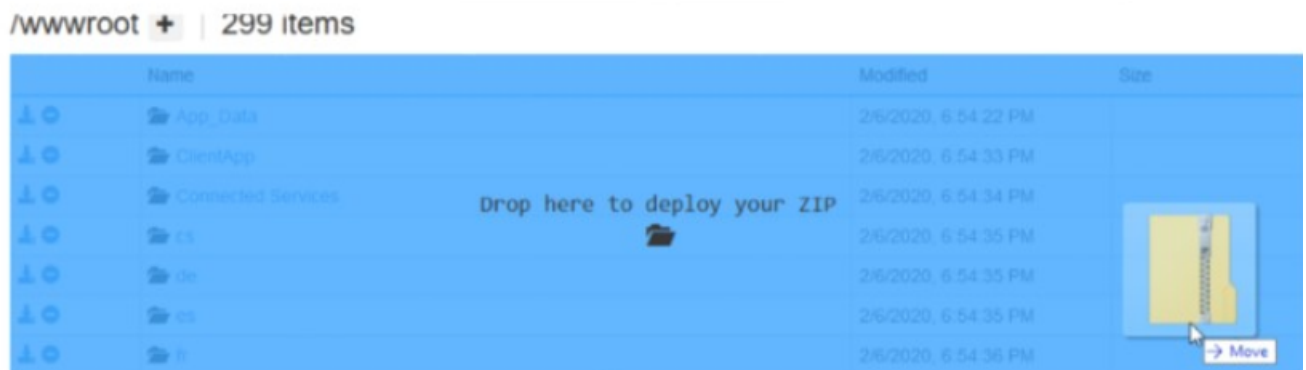 /wwwroot + | 299 items
Name Modified Size
App_Data 2/6/2020, 6:54:22 PM
ClientApp 2/6/2020, 6:54:33 PM
Connected Services 2/6/2020, 6:54:34 PM
Drop here to deploy your ZIP
cs 2/6/2020, 6:54:35 PM
de 2/6/2020, 6:54:35 PM
es 2/6/2020, 6:54:35 PM
fr 2/6/2020, 6:54:36 PM
→ Move